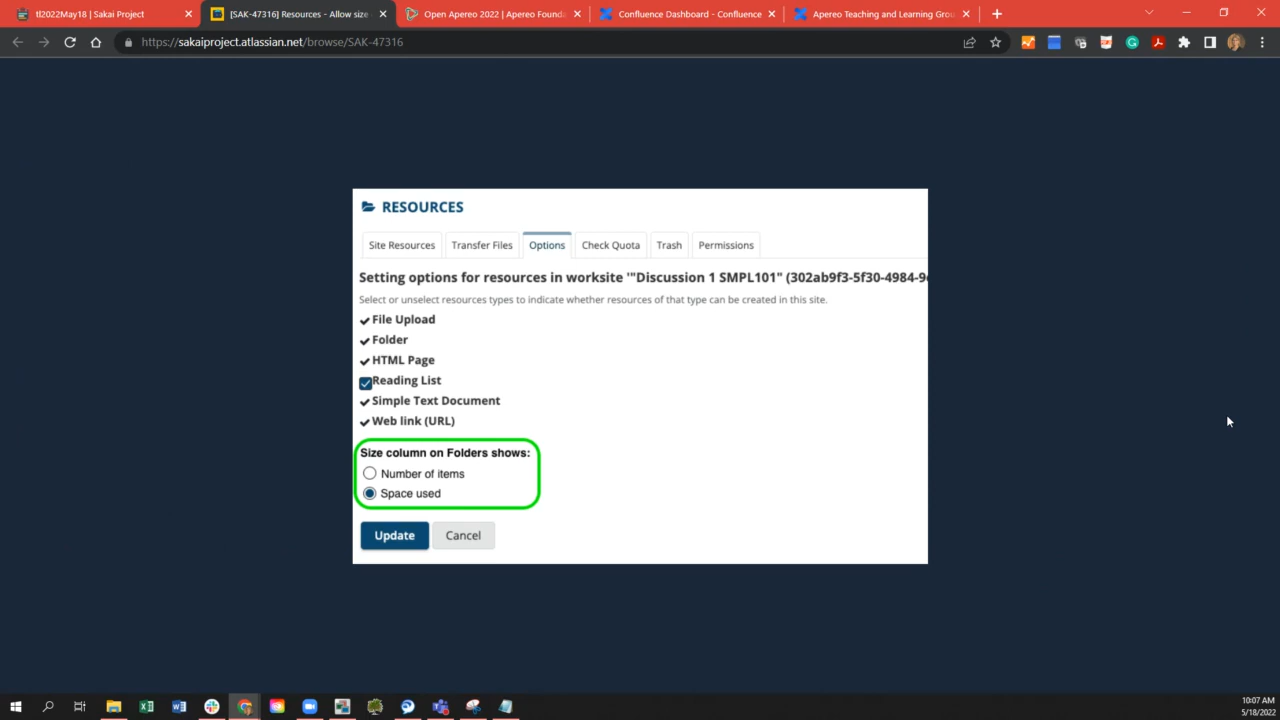 tl2022May18 | Sakai Project
[SAK-47316] Resources - Allow size
Open Apereo 2022 | Apereo Founda
Confluence Dashboard - Confluence
Apereo Teaching and Learning Grou
https://sakaiproject.atlassian.net/browse/SAK-47316
RESOURCES
Site Resources
Transfer Files
Options
Check Quota
Trash
Permissions
Setting options for resources in worksite '"Discussion 1 SMPL101" (302ab9f3-5f30-4984-9
Select or unselect resources types to indicate whether resources of that type can be created in this site.
File Upload
Folder
HTML Page
Reading List
Simple Text Document
Web link (URL)
Size column on Folders shows:
Number of items
Space used
Update
Cancel
10:07 AM
5/18/2022